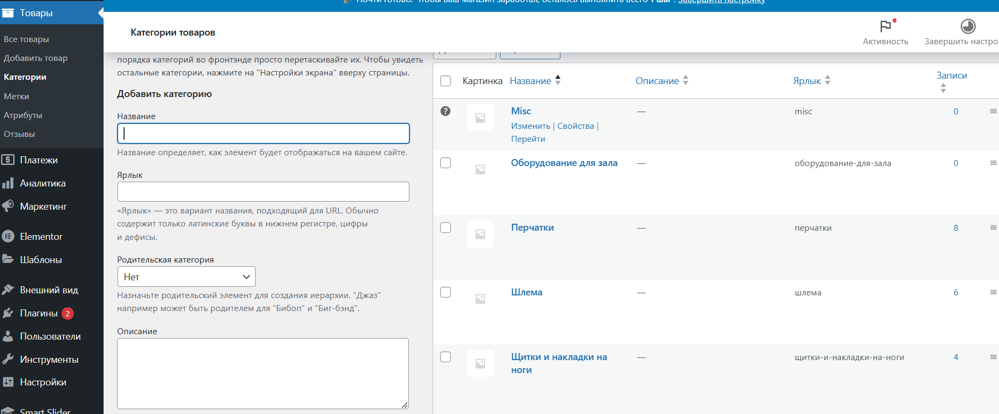 Почти готово! Чтобы ваш магазин заработал, осталось выполнить всего 1 шаг. Завершить настройку
Товары
Все товары
Добавить товар
Категории
Метки
Атрибуты
Отзывы
Платежи
Аналитика
Маркетинг
Elementor
Шаблоны
Внешний вид
Плагины 2
Пользователи
Инструменты
Настройки
Smart Slider
Категории товаров
Активность
Завершить настро
порядка категорий во фронтэнде просто перетаскивайте их. Чтобы увидеть
остальные категории, нажмите на "Настройки экрана" вверху страницы.
Добавить категорию
Название
Название определяет, как элемент будет отображаться на вашем сайте.
Ярлык
«Ярлык» — это вариант названия, подходящий для URL. Обычно
содержит только латинские буквы в нижнем регистре, цифры
и дефисы.
Родительская категория
Нет
Назначьте родительский элемент для создания иерархии. "Джаз"
например может быть родителем для "Бибоп" и "Биг-бэнд".
Описание
Картинка Название Описание Ярлык Записи
Misc — misc 0
Изменить | Свойства |
Перейти
Оборудование для зала — оборудование-для-зала 0
Перчатки — перчатки 8
Шлема — шлема 6
Щитки и накладки на — щитки-и-накладки-на-ноги 4
ноги